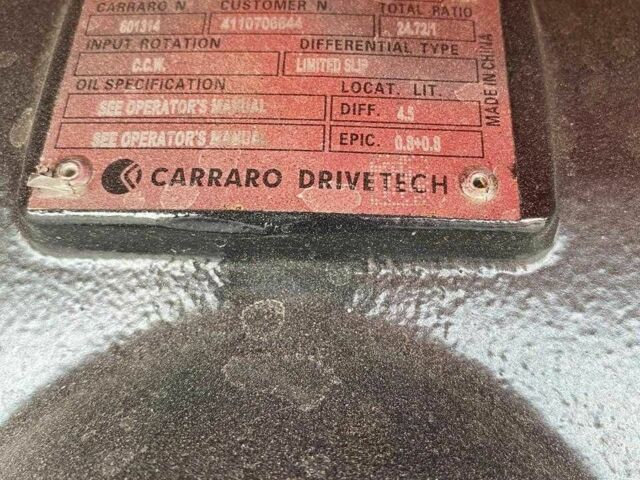 CARRARO N. CUSTOMER N. TOTAL RATIO
601314 4110706644 24.72/1
INPUT ROTATION DIFFERENTIAL TYPE
C.C.W. LIMITED SLIP
OIL SPECIFICATION LOCAT. LIT.
SEE OPERATOR'S MANUAL DIFF. 4.5
SEE OPERATOR'S MANUAL EPIC. 0.8+0.8
CARRARO DRIVETECH
MADE IN CHINA